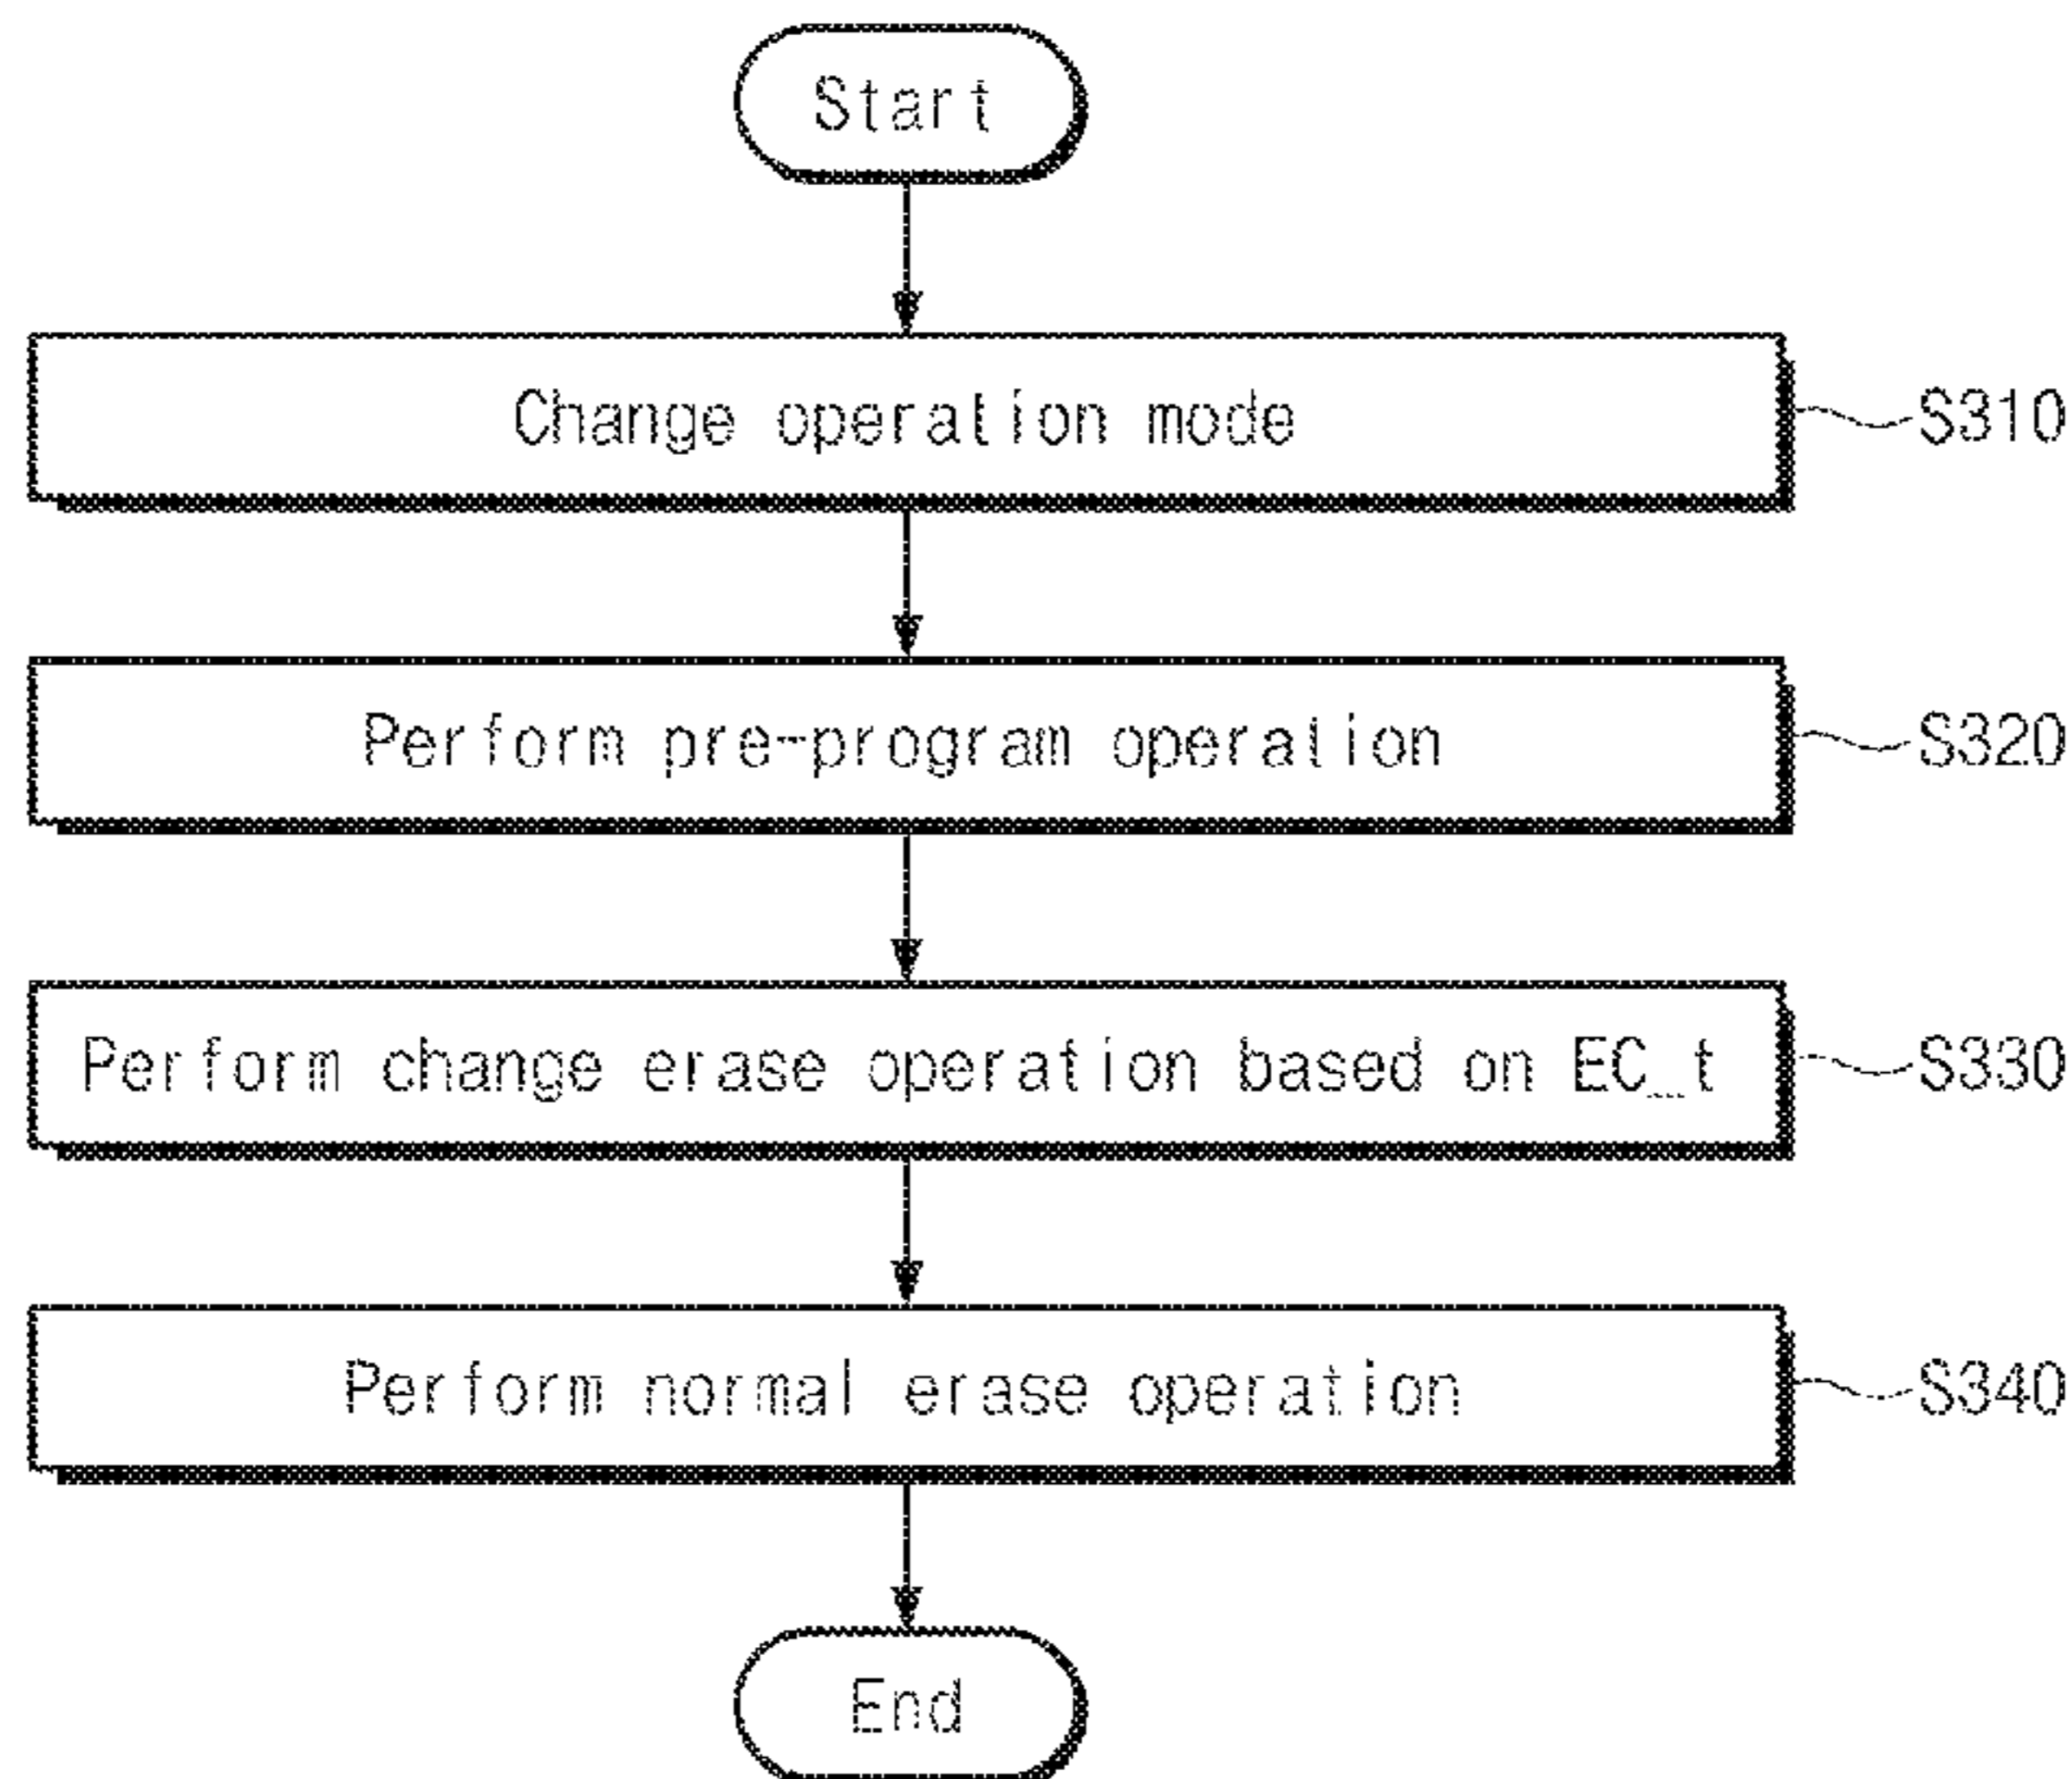 Start
Change operation mode
S310
Perform pre-program operation
S320
Perform change erase operation based on EC_t
S330
Perform normal erase operation
S340
End